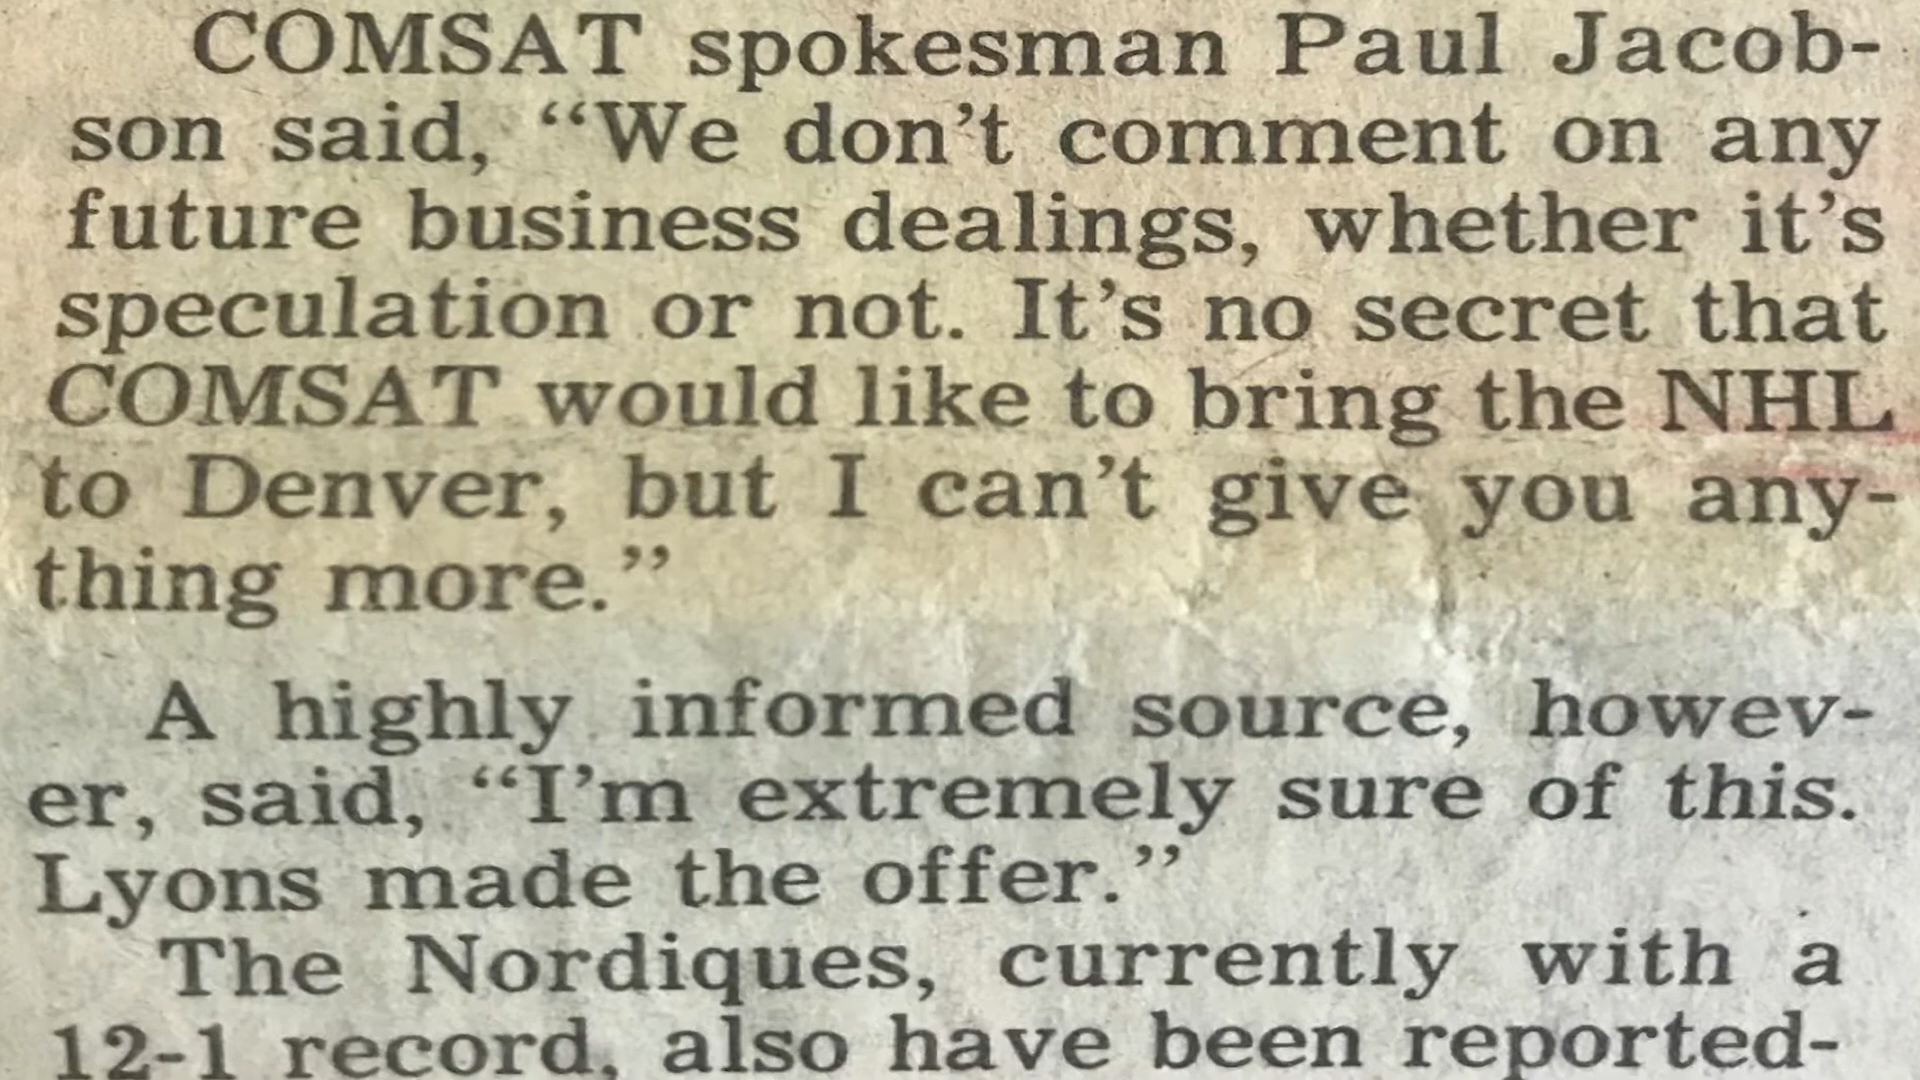 COMSAT spokesman Paul Jacob-
son said, “We don’t comment on any
future business dealings, whether it’s
speculation or not. It’s no secret that
COMSAT would like to bring the NHL
to Denver, but I can’t give you any-
thing more.”
A highly informed source, howev-
er, said, “I’m extremely sure of this.
Lyons made the offer.”
The Nordiques, currently with a
12-1 record, also have been reported-